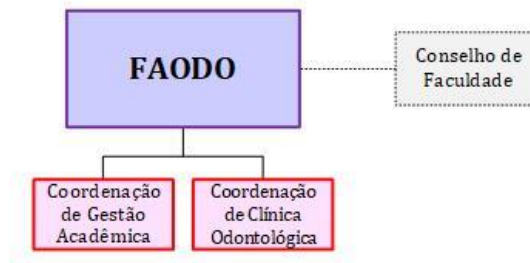 FAODO
Conselho de
Faculdade
Coordenação
de Gestão
Acadêmica
Coordenação
de Clínica
Odontológica